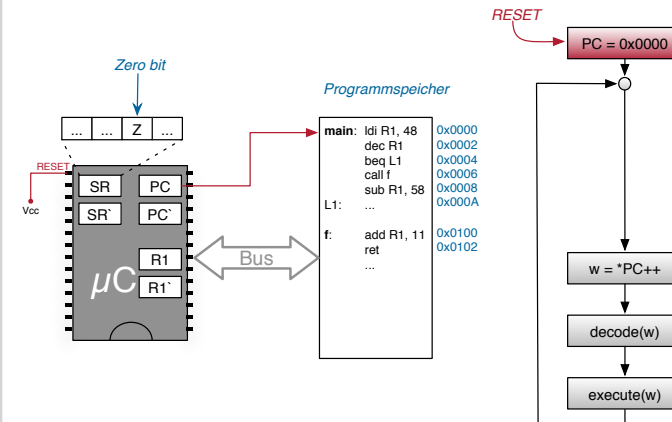 RESET
PC = 0x0000
Zero bit
Programmspeicher
... ... Z ...
main: ldi R1, 48 0x0000
dec R1 0x0002
beq L1 0x0004
call f 0x0006
sub R1, 58 0x0008
L1: ... 0x000A
f: add R1, 11 0x0100
ret 0x0102
...
RESET
Vcc
SR PC
SR` PC`
R1
R1`
µC
Bus
w = *PC++
decode(w)
execute(w)